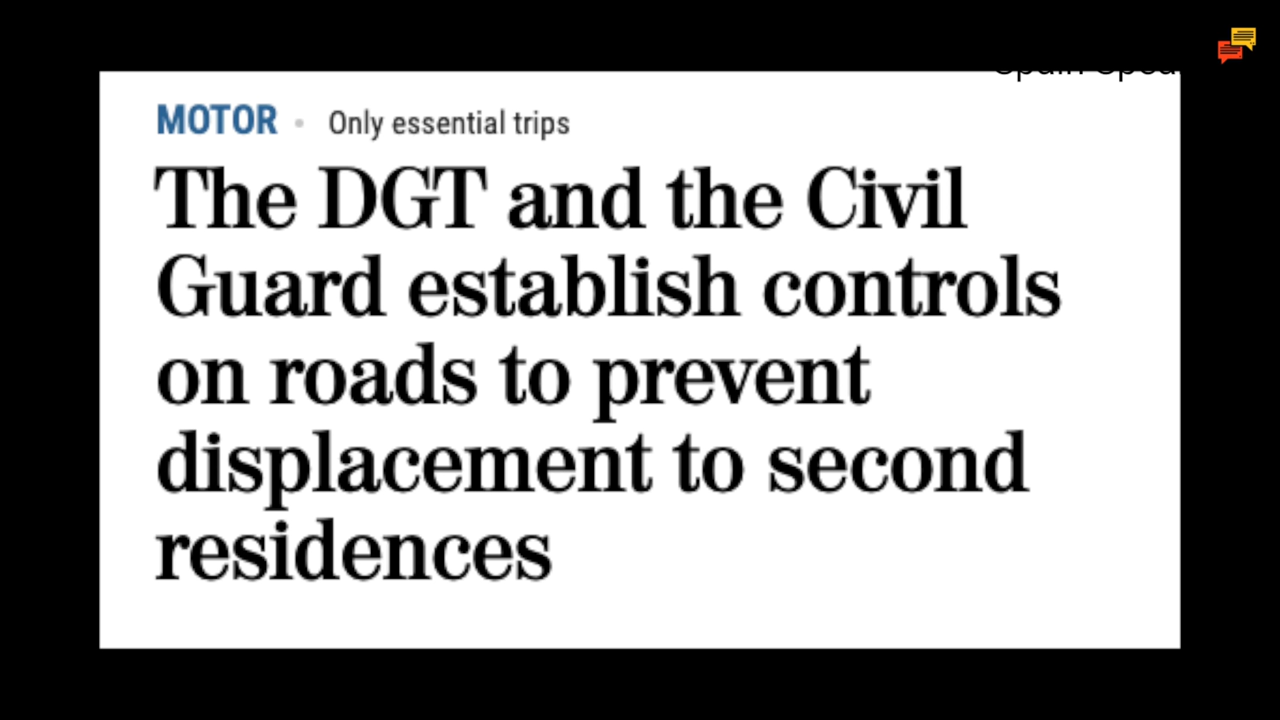 MOTOR • Only essential trips
The DGT and the Civil
Guard establish controls
on roads to prevent
displacement to second
residences